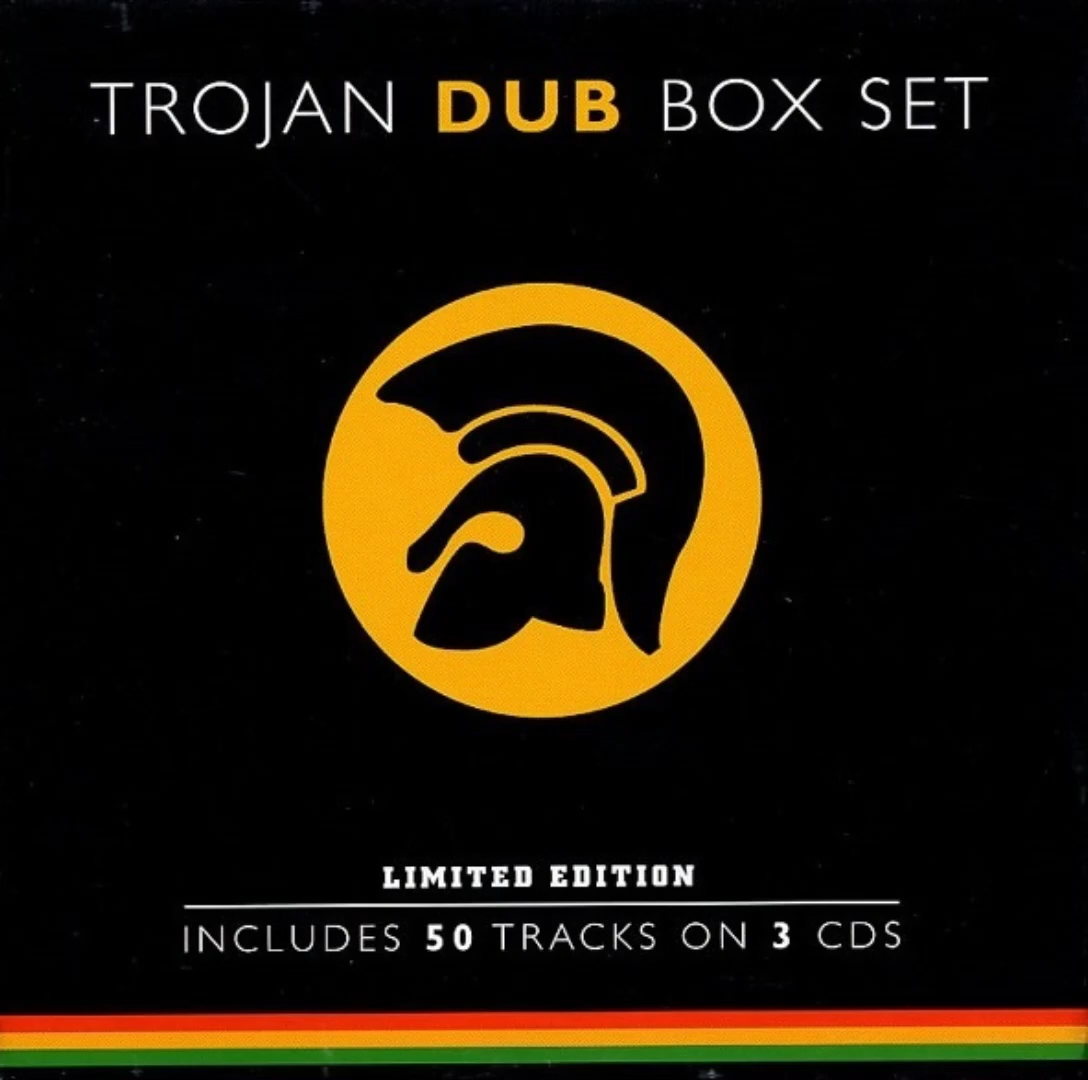 TROJAN DUB BOX SET
LIMITED EDITION
INCLUDES 50 TRACKS ON 3 CDS